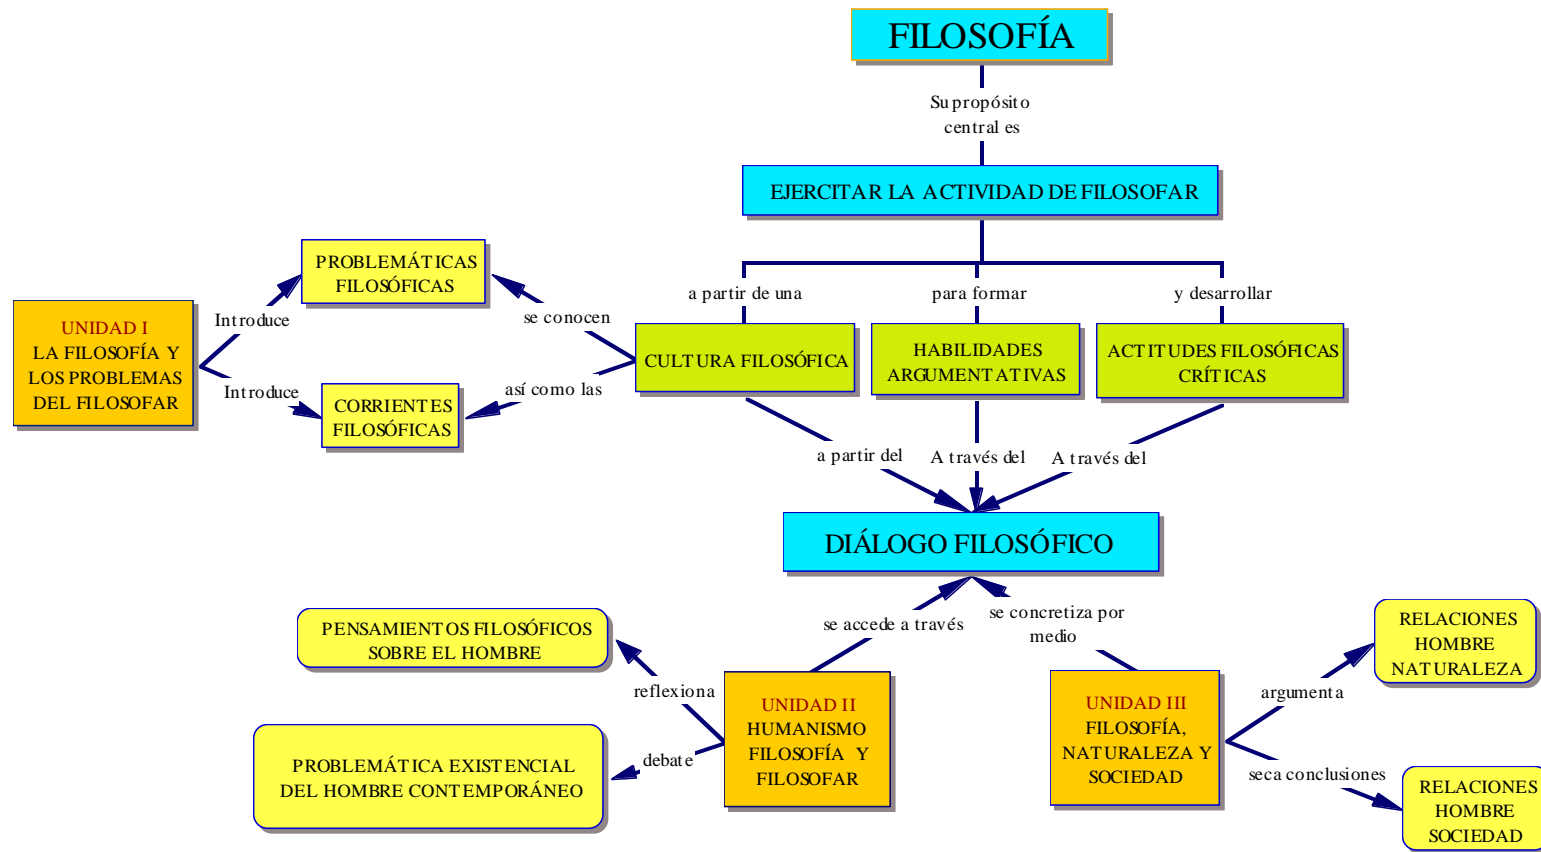 FILOSOFÍA
Su propósito
central es
EJERCITAR LA ACTIVIDAD DE FILOSOFAR
a partir de una
para formar
y desarrollar
PROBLEMÁTICAS
FILOSÓFICAS
UNIDAD I
LA FILOSOFÍA Y
LOS PROBLEMAS
DEL FILOSOFAR
Introduce
Introduce
se conocen
así como las
CORRIENTES
FILOSÓFICAS
CULTURA FILOSÓFICA
HABILIDADES
ARGUMENTATIVAS
ACTITUDES FILOSÓFICAS
CRÍTICAS
a partir del
A través del
A través del
DIÁLOGO FILOSÓFICO
se accede a través
se concretiza por
medio
PENSAMIENTOS FILOSÓFICOS
SOBRE EL HOMBRE
reflexiona
UNIDAD II
HUMANISMO
FILOSOFÍA Y
FILOSOFAR
debate
PROBLEMÁTICA EXISTENCIAL
DEL HOMBRE CONTEMPORÁNEO
UNIDAD III
FILOSOFÍA,
NATURALEZA Y
SOCIEDAD
argumenta
RELACIONES
HOMBRE
NATURALEZA
seca conclusiones
RELACIONES
HOMBRE
SOCIEDAD